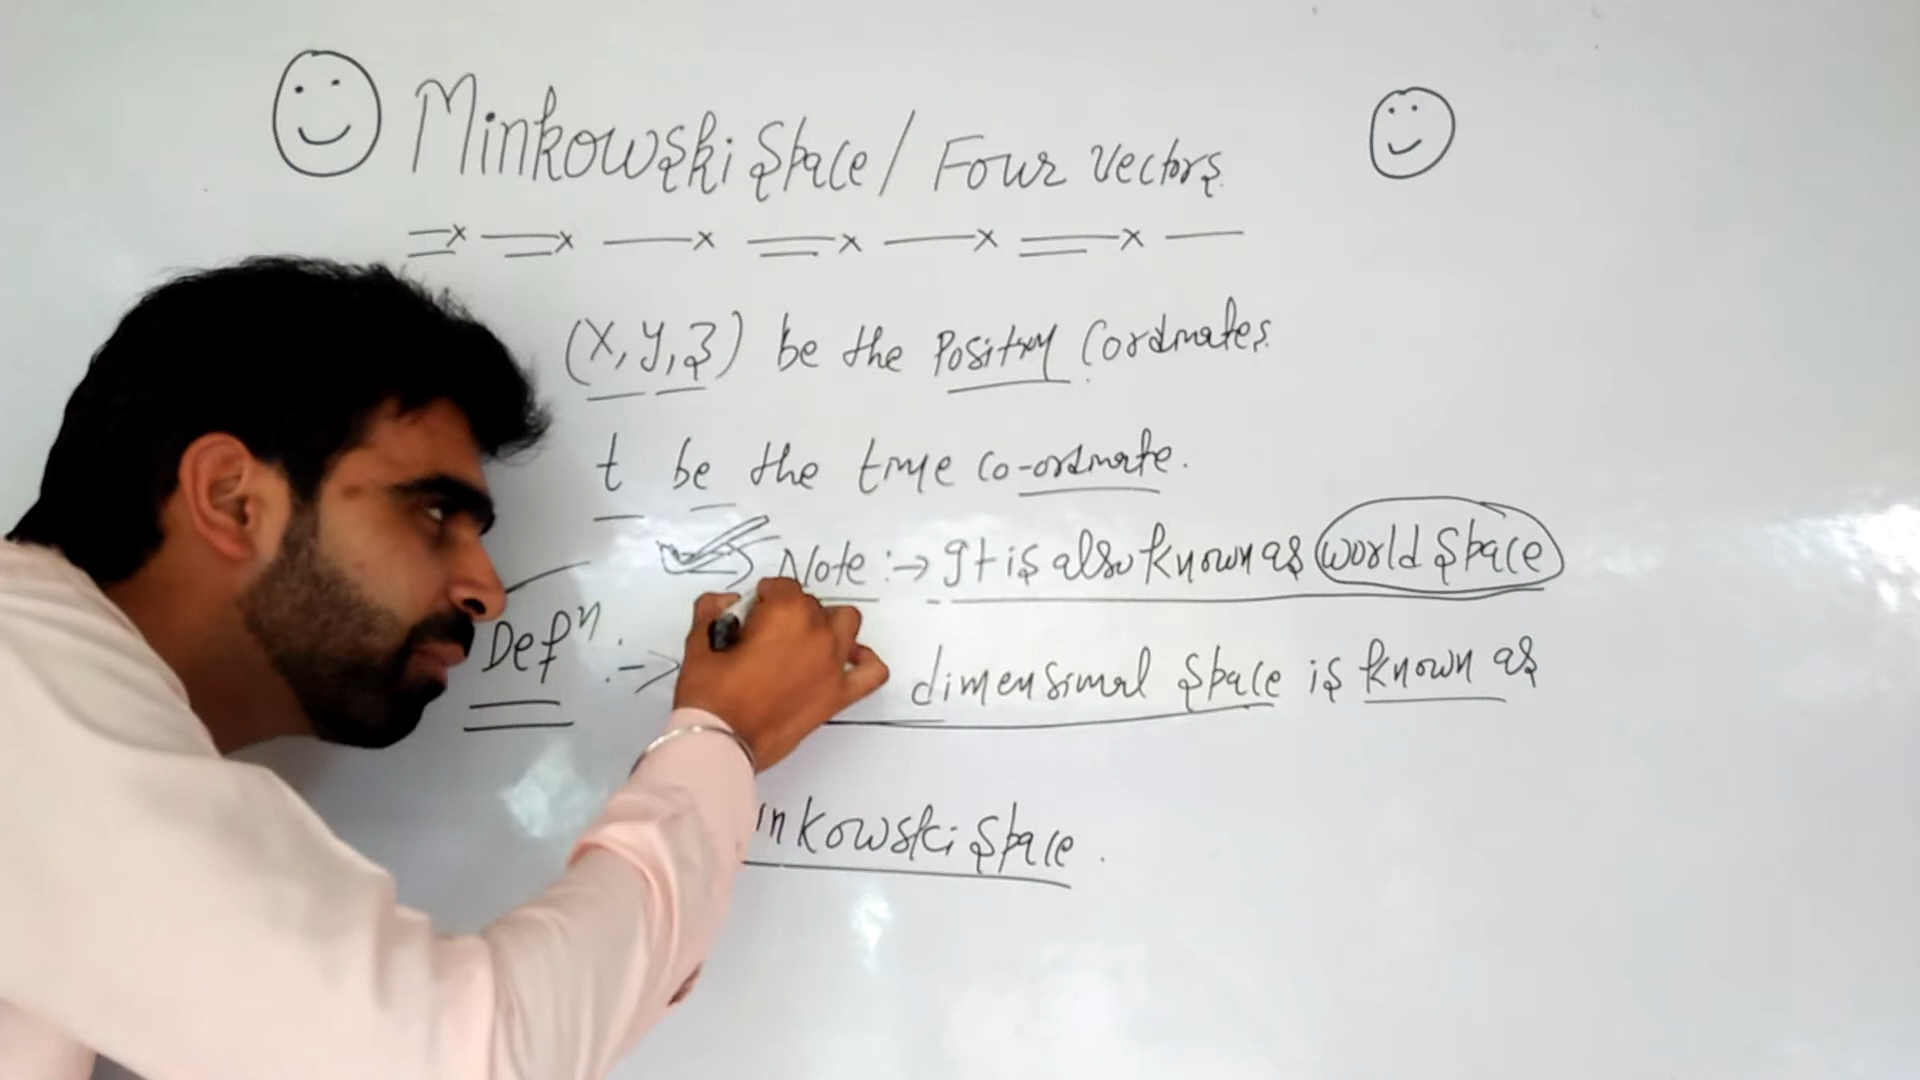 Minkowski Space / Four Vectors
(x, y, z) be the Position Cordinates.
t be the time co-ordinate.
Note :→ It is also known as world space
Defn :→ dimensional space is known as
inkowski space.